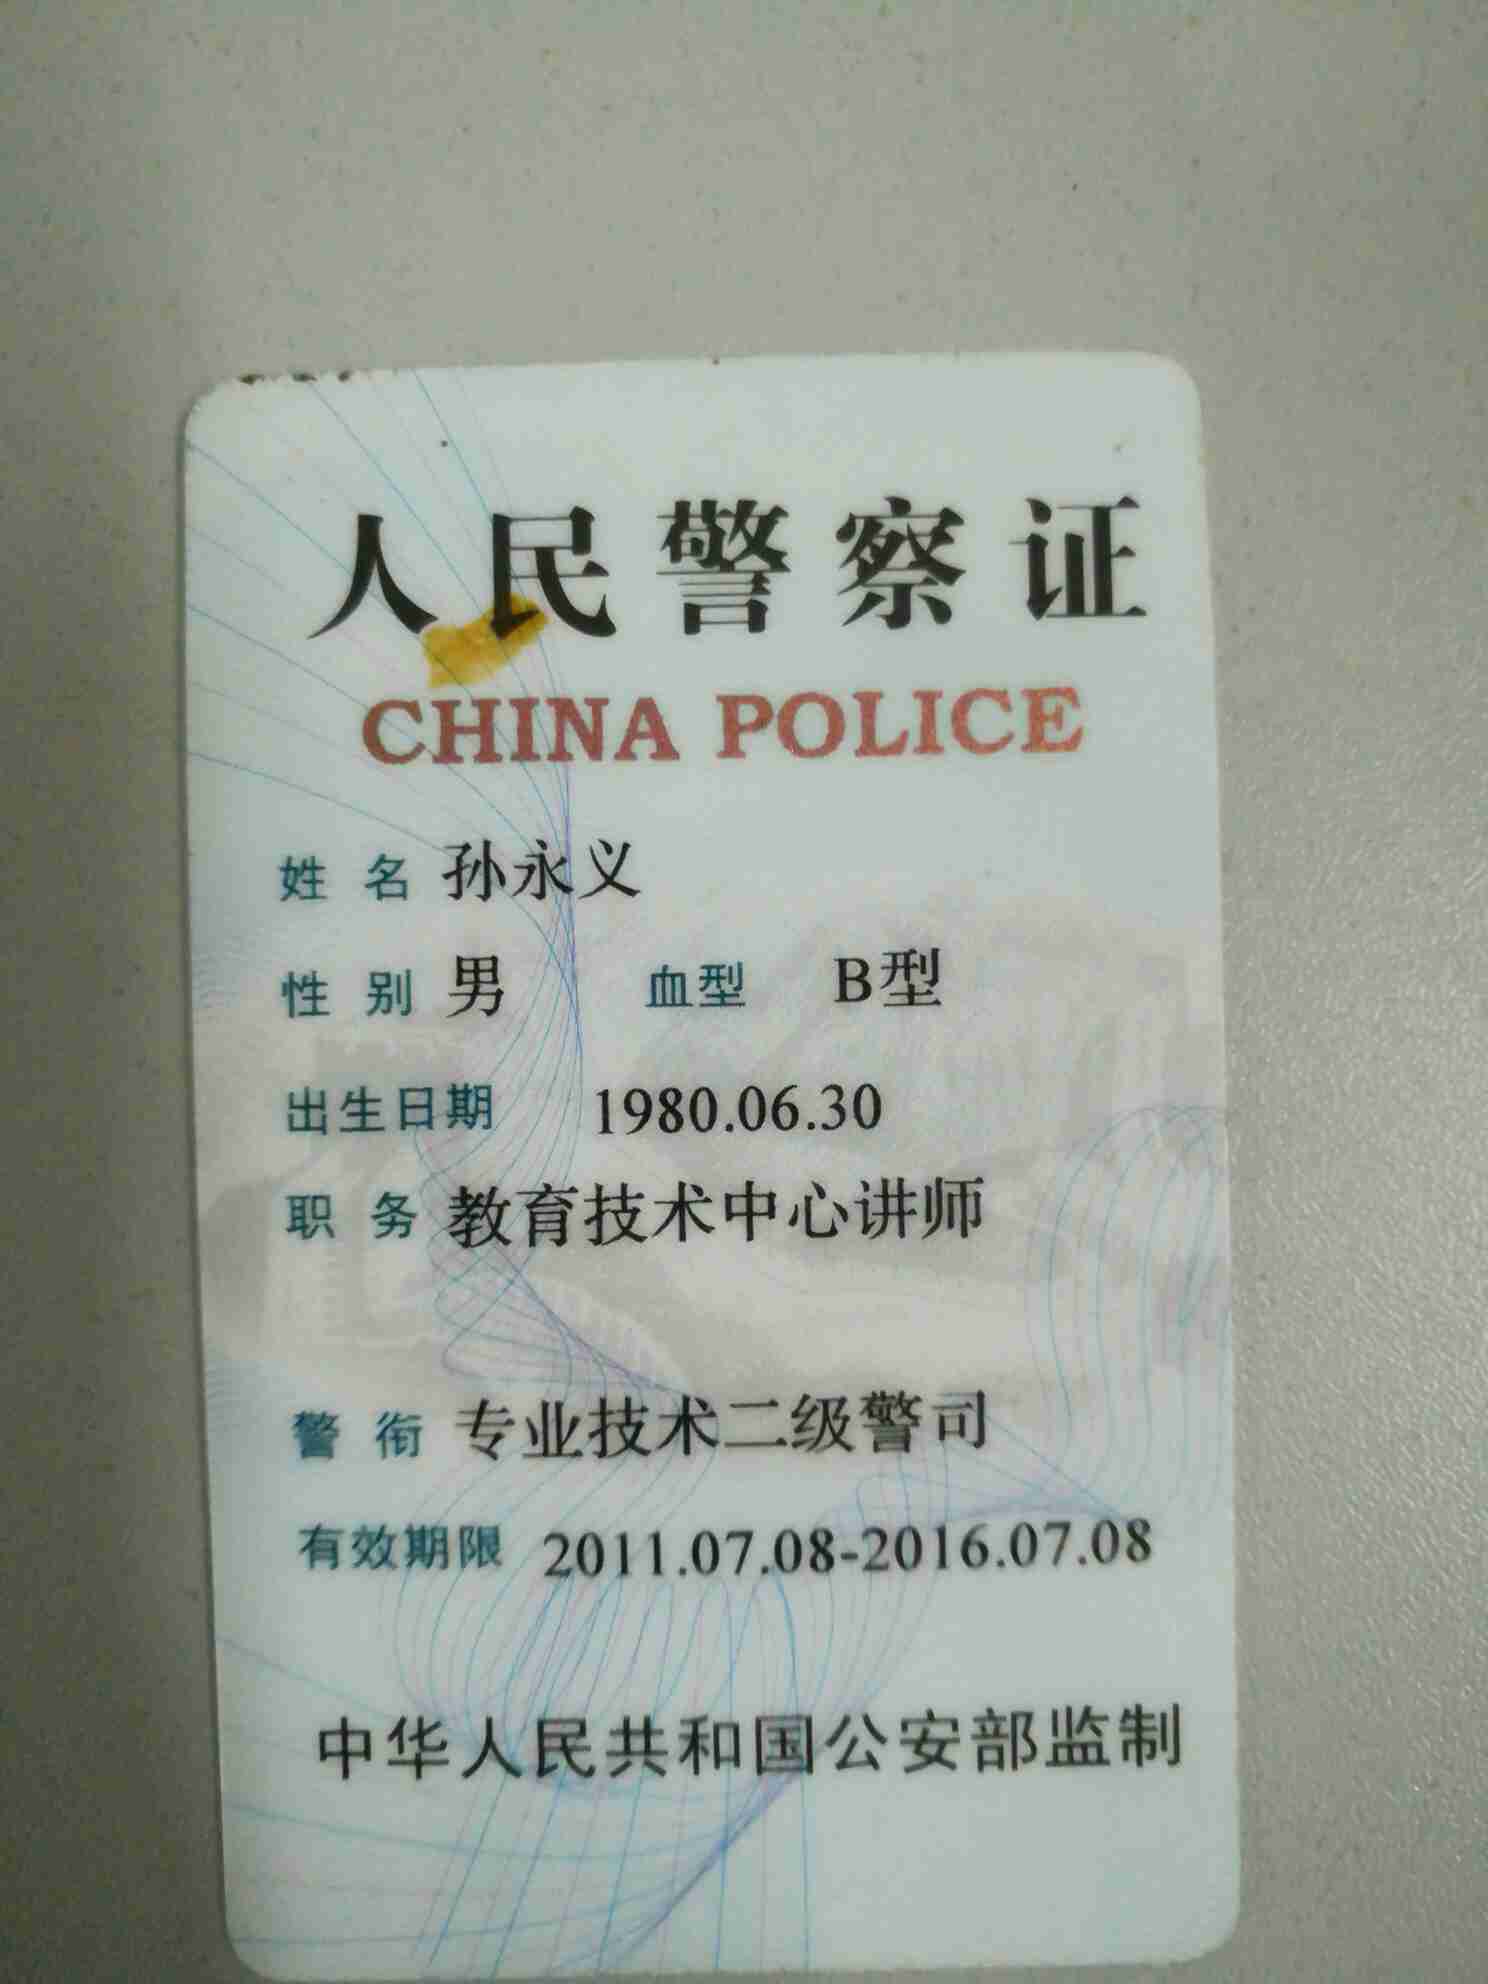 人民警察证
CHINA POLICE
姓 名 孙永义
性 别 男 血型 B型
出生日期 1980.06.30
职 务 教育技术中心讲师
警 衔 专业技术二级警司
有效期限 2011.07.08-2016.07.08
中华人民共和国公安部监制